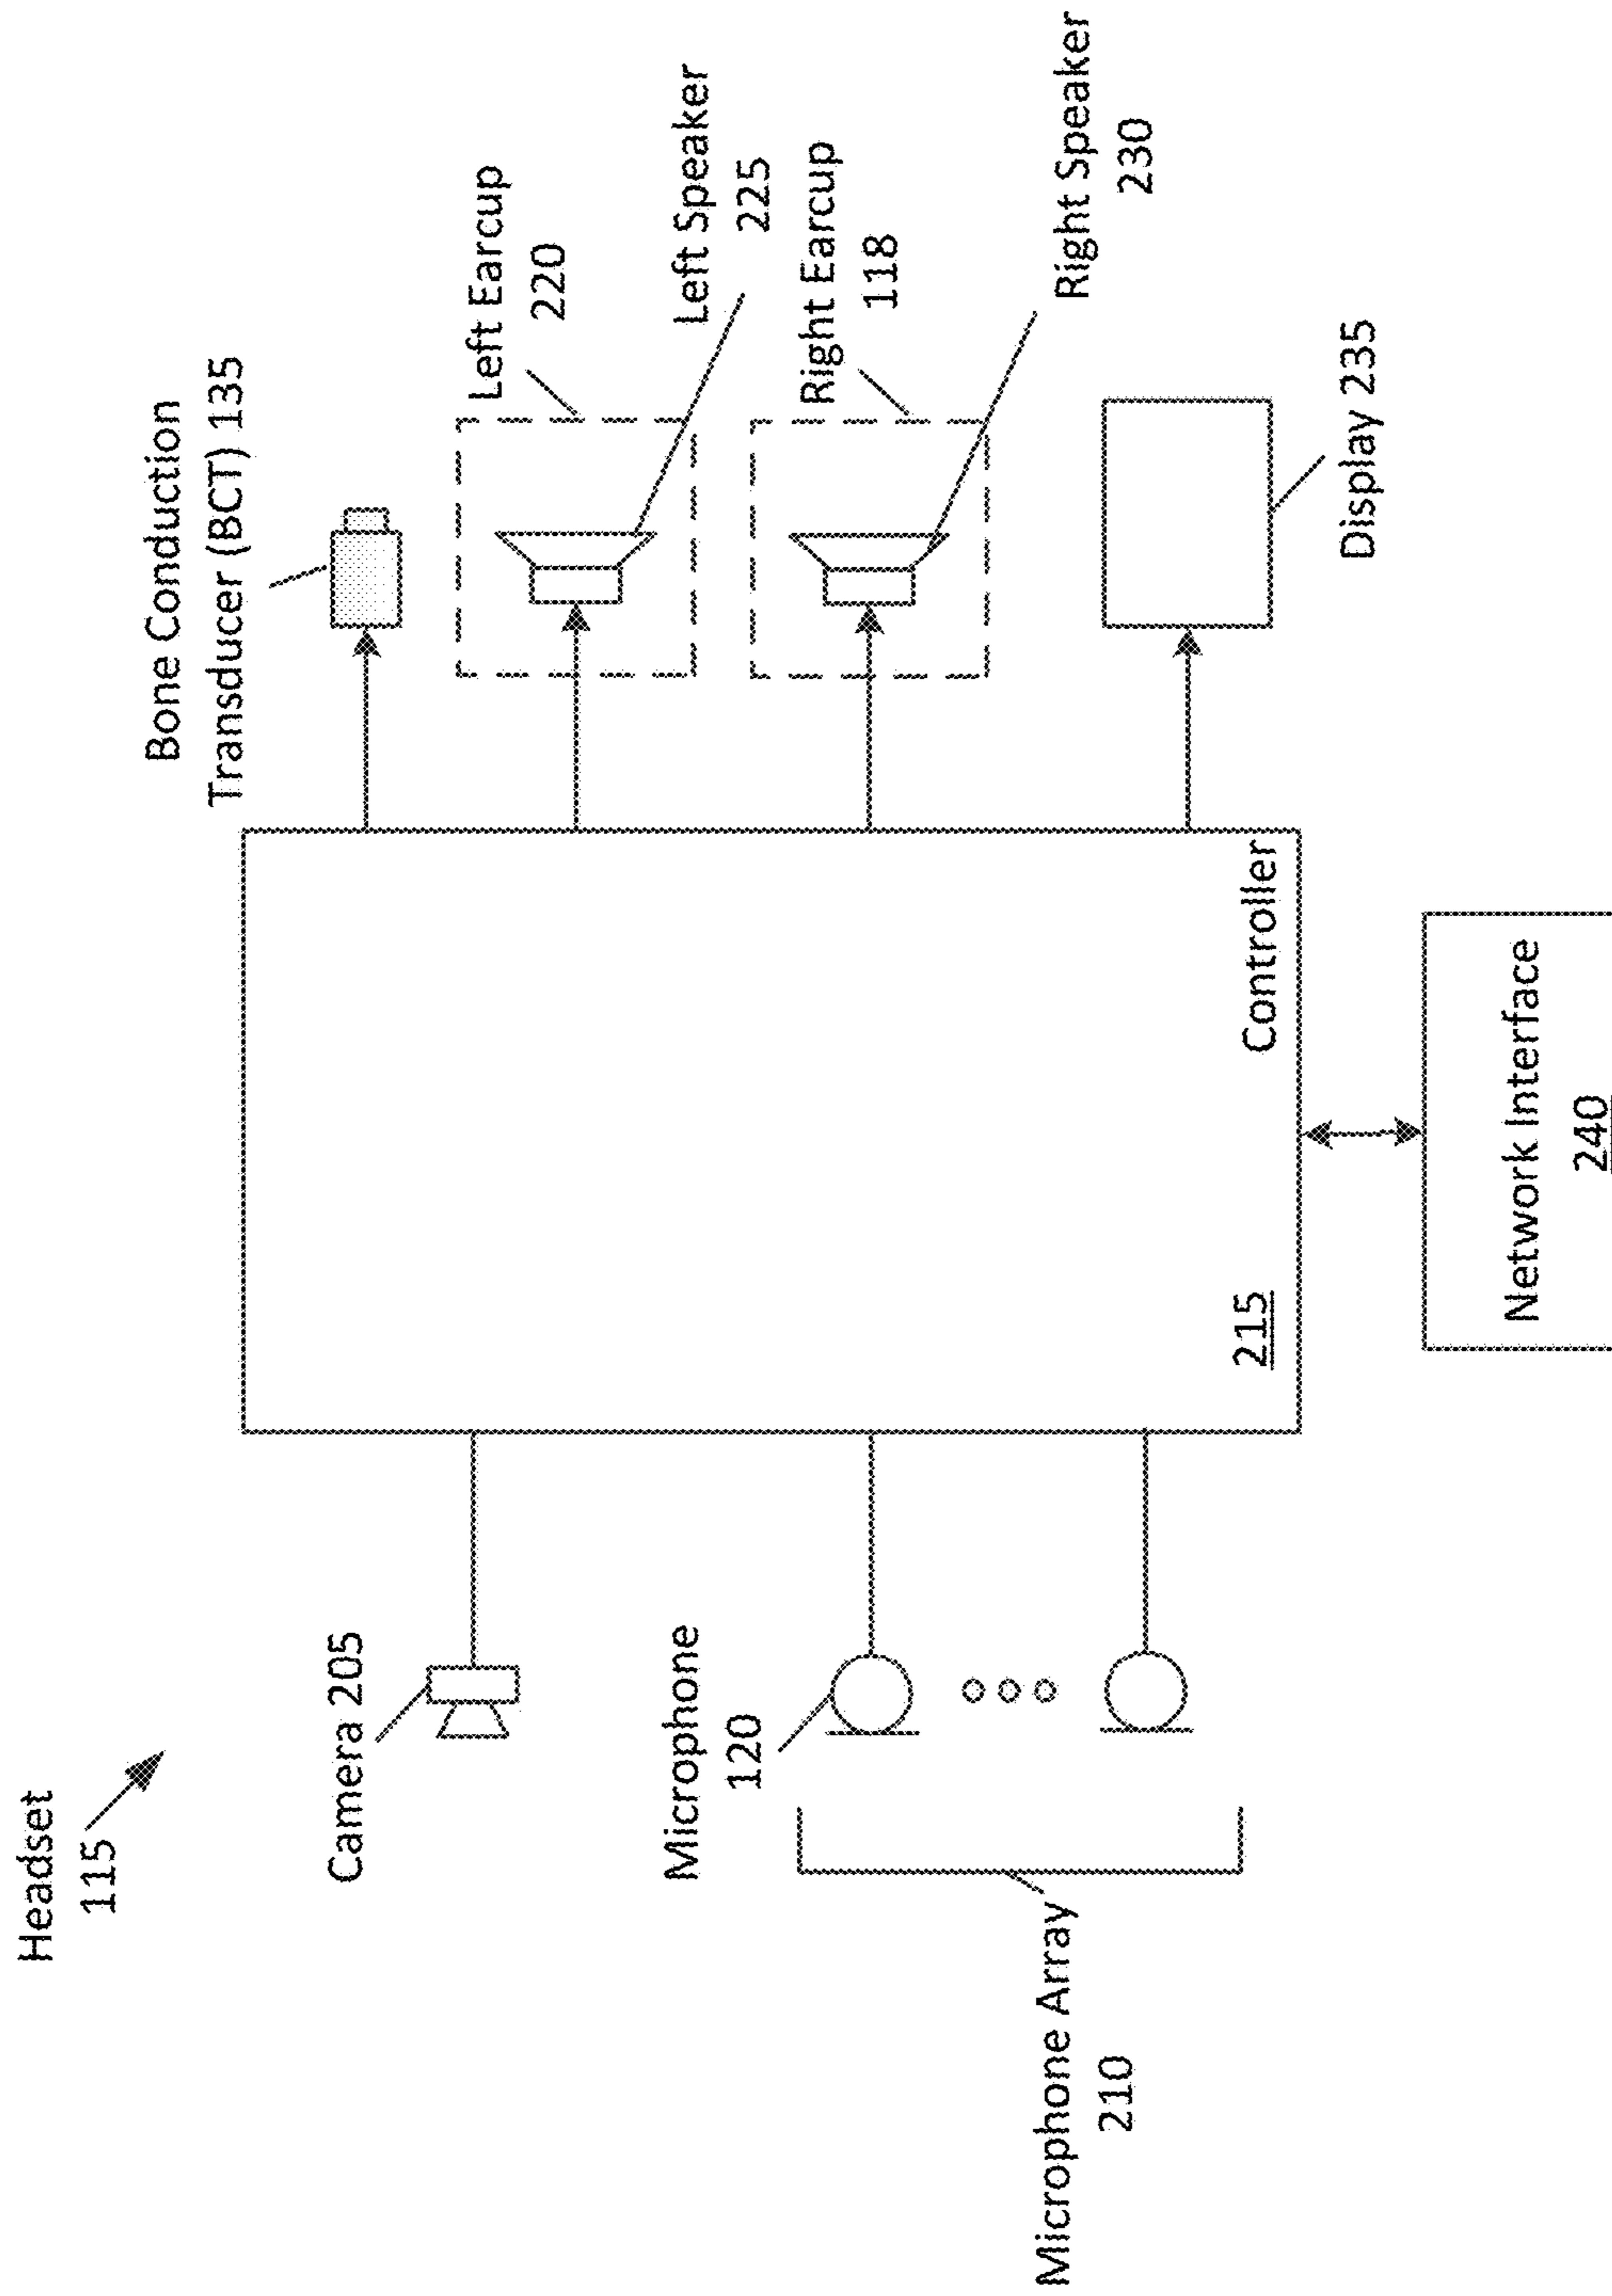 Headset
115
Camera 205
Microphone
120
Microphone Array
210
Bone Conduction
Transducer (BCT) 135
Left Earcup
220
Left Speaker
225
Right Earcup
118
Right Speaker
230
Display 235
215
Controller
Network Interface
240